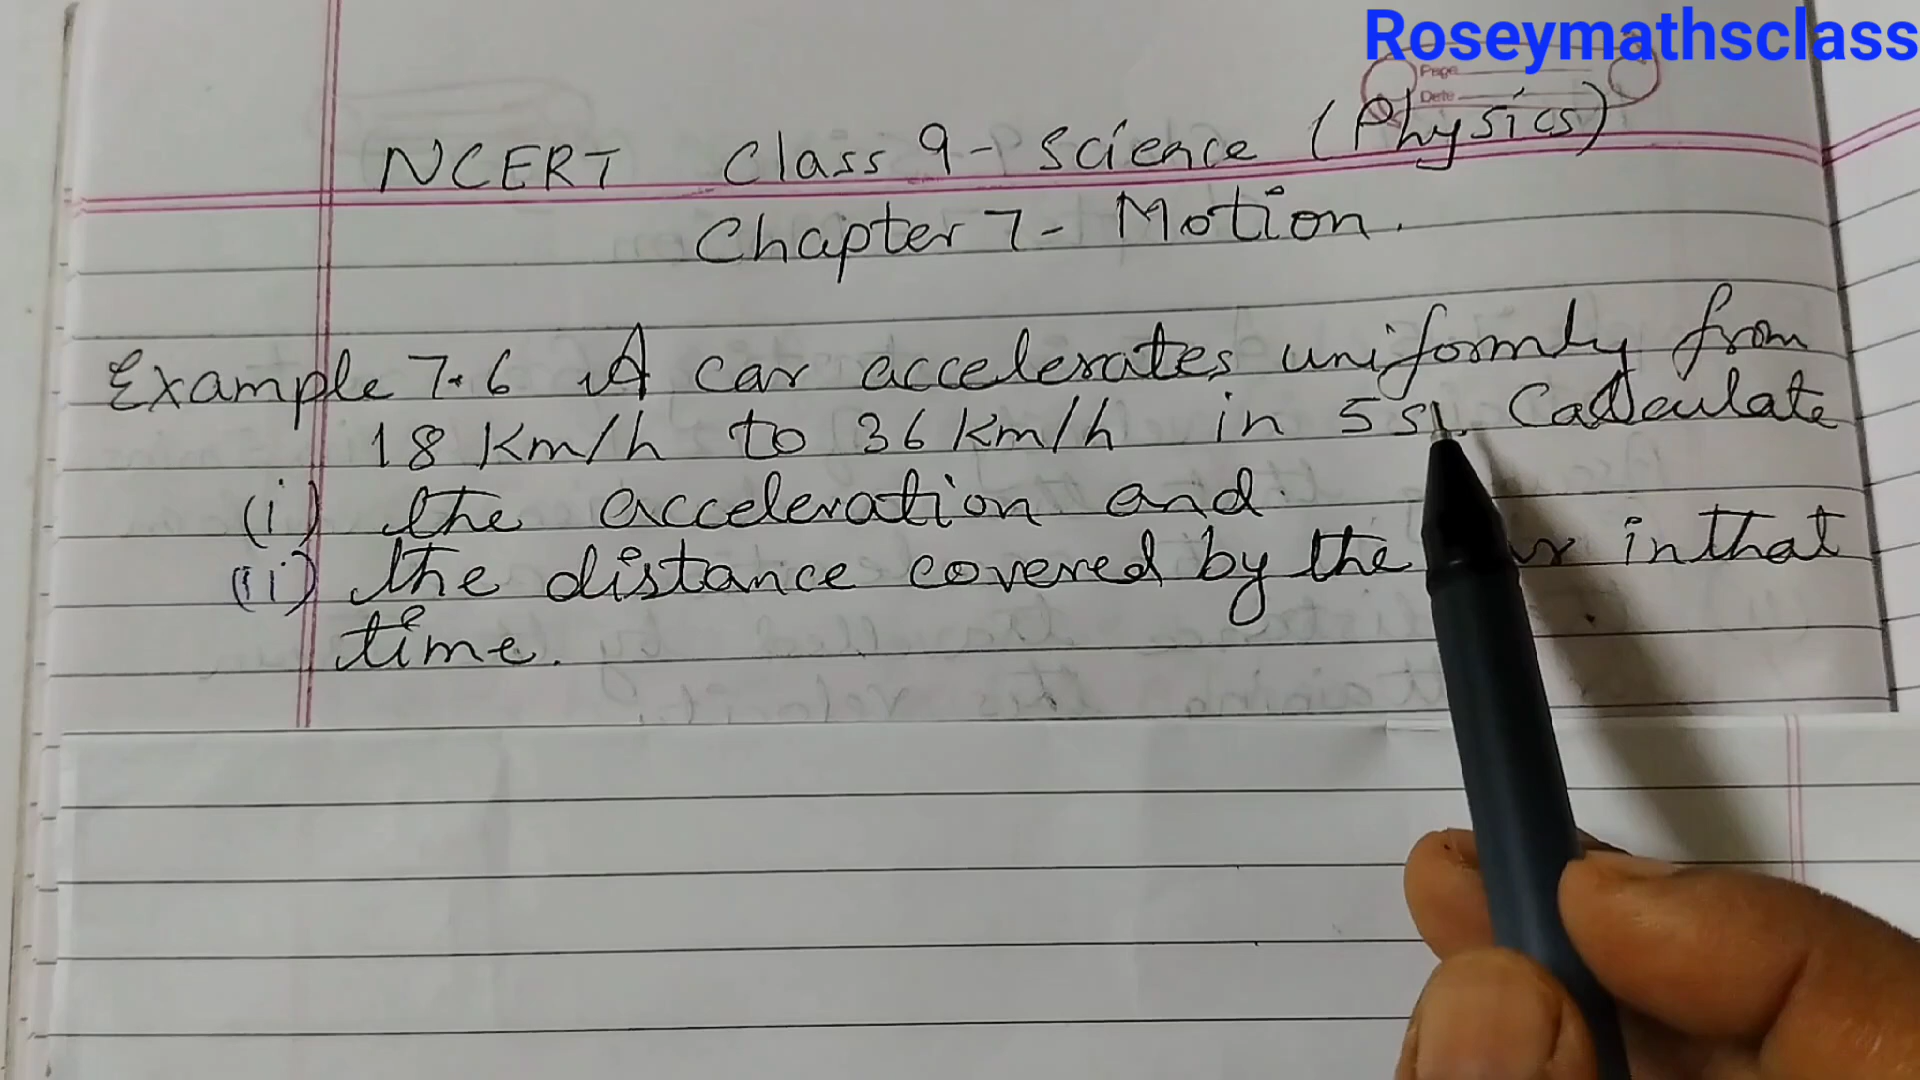 Roseymathsclass
Page
Date
NCERT Class 9 - Science (Physics)
Chapter 7 - Motion.
Example 7.6 A car accelerates uniformly from
18 km/h to 36 km/h in 5 s. Calculate
(i) the acceleration and
(ii) the distance covered by the in that
time.